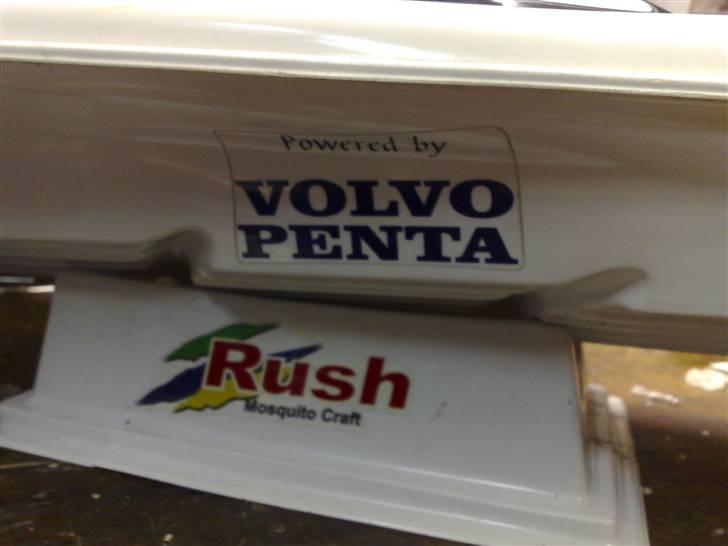 Powered by
VOLVO
PENTA
Rush
Mosquito Craft